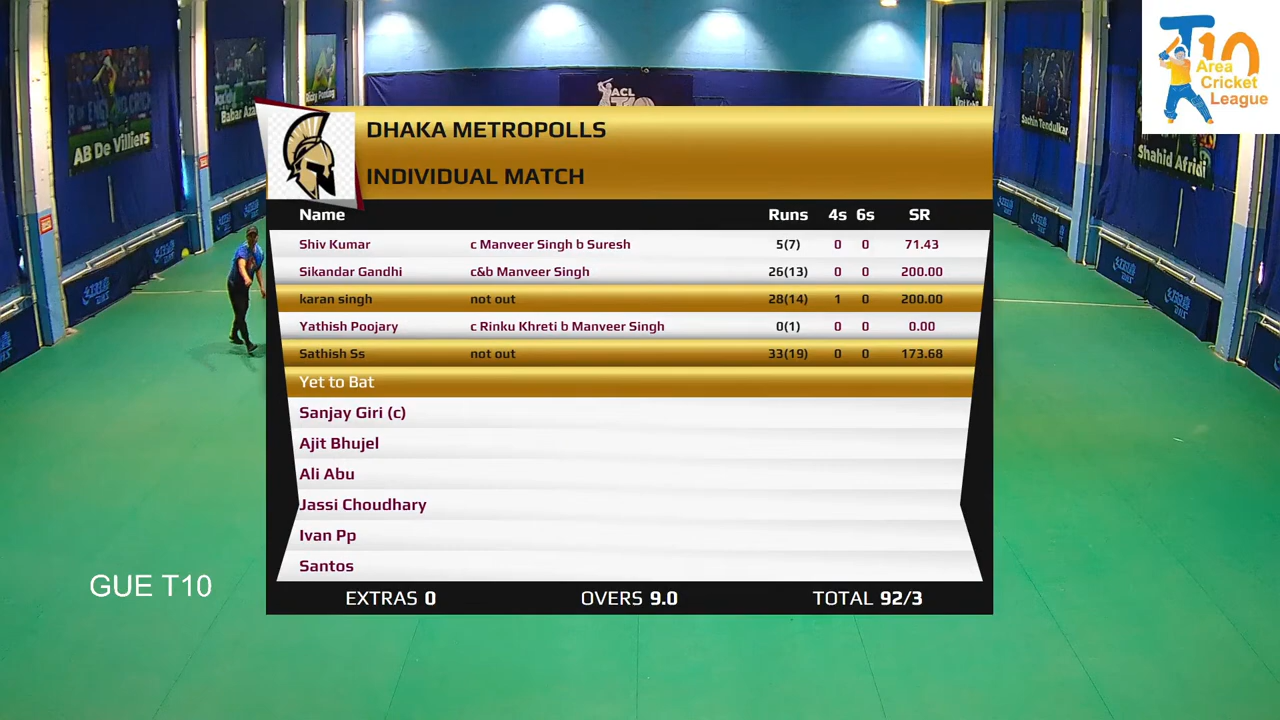 AB De Villiers
Babar Aza
Ricky Ponting
ACL
Sachin Tendulkar
Shahid Afridi
T10
Area
Cricket
League
DHAKA METROPOLLS
INDIVIDUAL MATCH
Name Runs 4s 6s SR
Shiv Kumar c Manveer Singh b Suresh 5(7) 0 0 71.43
Sikandar Gandhi c&b Manveer Singh 26(13) 0 0 200.00
karan singh not out 28(14) 1 0 200.00
Yathish Poojary c Rinku Khreti b Manveer Singh 0(1) 0 0 0.00
Sathish Ss not out 33(19) 0 0 173.68
Yet to Bat
Sanjay Giri (c)
Ajit Bhujel
Ali Abu
Jassi Choudhary
Ivan Pp
Santos
EXTRAS 0 OVERS 9.0 TOTAL 92/3
GUE T10